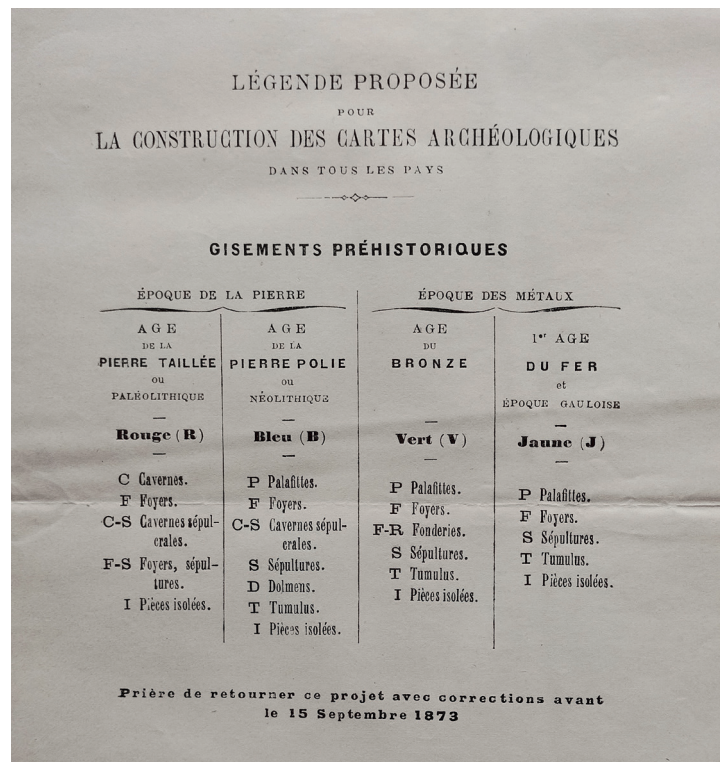 LÉGENDE PROPOSÉE
POUR
LA CONSTRUCTION DES CARTES ARCHÉOLOGIQUES
DANS TOUS LES PAYS
GISEMENTS PRÉHISTORIQUES
ÉPOQUE DE LA PIERRE
AGE
DE LA
PIERRE TAILLÉE
ou
PALÉOLITHIQUE
Rouge (R)
C Cavernes.
F Foyers.
C-S Cavernes sépul-
crales.
F-S Foyers, sépul-
tures.
I Pièces isolées.
AGE
DE LA
PIERRE POLIE
ou
NÉOLITHIQUE
Bleu (B)
P Palafittes.
F Foyers.
C-S Cavernes sépul-
crales.
S Sépultures.
D Dolmens.
T Tumulus.
I Pièces isolées.
ÉPOQUE DES MÉTAUX
AGE
DU
BRONZE
Vert (V)
P Palafittes.
F Foyers.
F-R Fonderies.
S Sépultures.
T Tumulus.
I Pièces isolées.
1er AGE
DU FER
et
ÉPOQUE GAULOISE
Jaune (J)
P Palafittes.
F Foyers.
S Sépultures.
T Tumulus.
I Pièces isolées.
Prière de retourner ce projet avec corrections avant
le 15 Septembre 1873